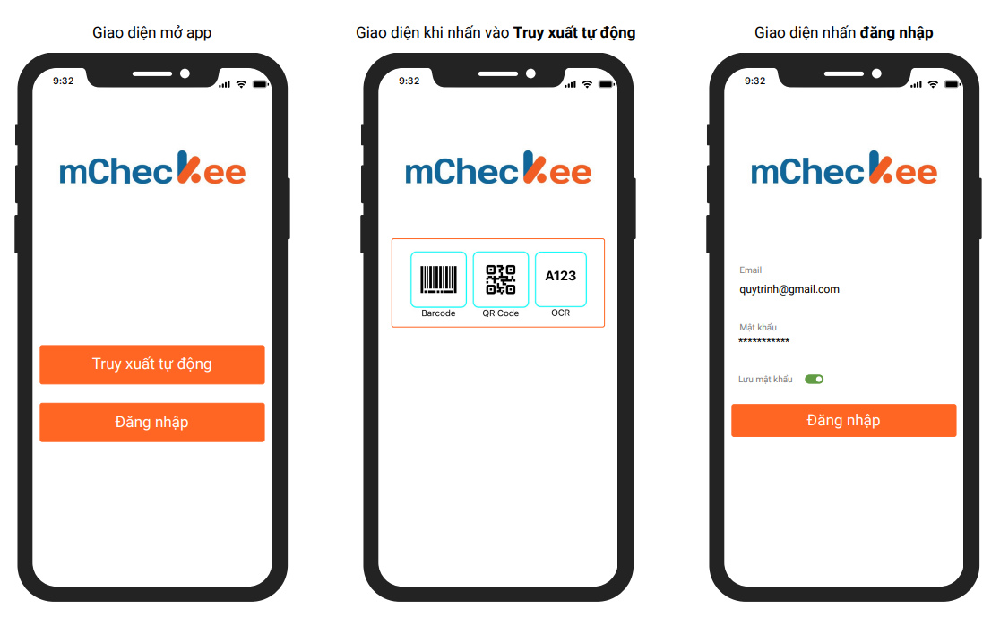 Giao diện mở app
9:32
mCheckee
Truy xuất tự động
Đăng nhập
Giao diện khi nhấn vào Truy xuất tự động
9:32
mCheckee
A123
Barcode QR Code OCR
Giao diện nhấn đăng nhập
9:32
mCheckee
Email
quytrinh@gmail.com
Mật khẩu
***********
Lưu mật khẩu
Đăng nhập